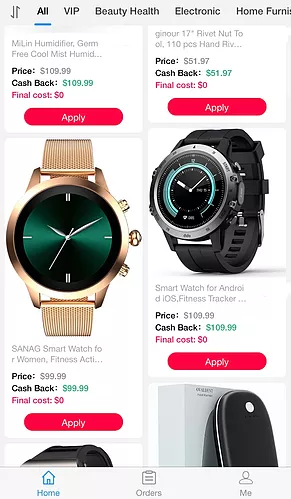 All
VIP
Beauty Health
Electronic
Home Furnis
MiLin Humidifier, Germ
Free Cool Mist Humid...
Price: $109.99
Cash Back: $109.99
Final cost: $0
Apply
ginour 17" Rivet Nut To
ol, 110 pcs Hand Riv...
Price: $51.97
Cash Back: $51.97
Final cost: $0
Apply
SANAG Smart Watch fo
r Women, Fitness Acti...
Price: $99.99
Cash Back: $99.99
Final cost: $0
Apply
Smart Watch for Androi
d iOS,Fitness Tracker ...
Price: $109.99
Cash Back: $109.99
Final cost: $0
Apply
Home
Orders
Me